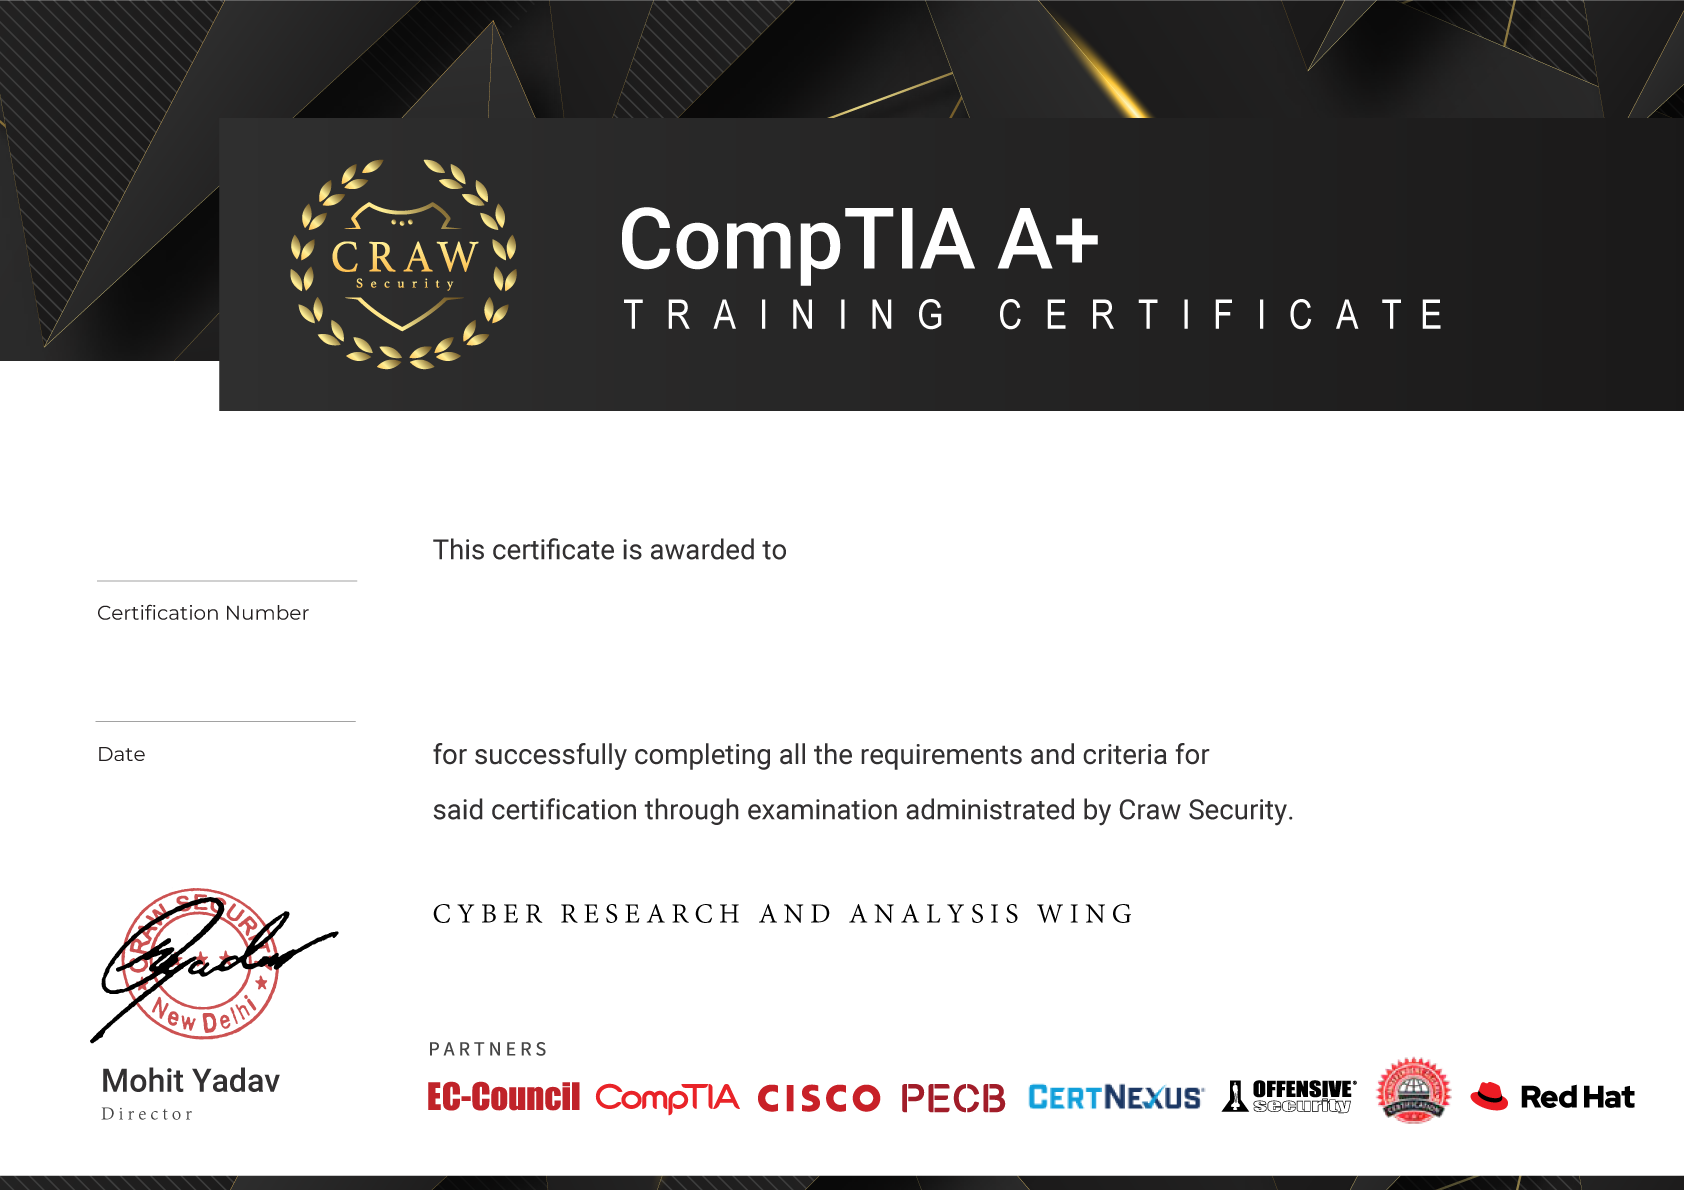 CRAW
Security
CompTIA A+
TRAINING CERTIFICATE
This certificate is awarded to
Certification Number
Date
for successfully completing all the requirements and criteria for
said certification through examination administrated by Craw Security.
CYBER RESEARCH AND ANALYSIS WING
CRAW SECURITY
New Delhi
Mohit Yadav
Director
PARTNERS
EC-Council CompTIA CISCO PECB CERTNEXUS OFFENSIVE security CERTIFICATION Red Hat